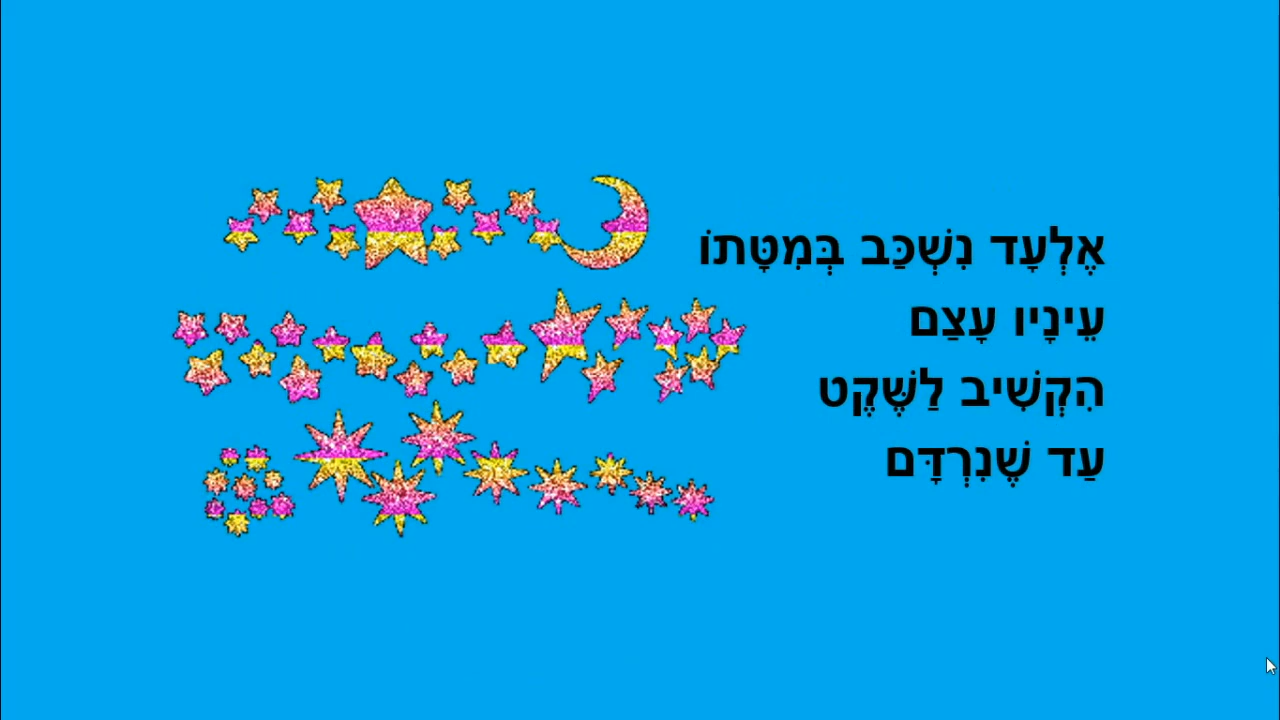 אֶלְעָד נִשְׁכַּב בְּמִטָּתוֹ
עֵינָיו עָצַם
הִקְשִׁיב לַשֶּׁקֶט
עַד שֶׁנִרְדָּם